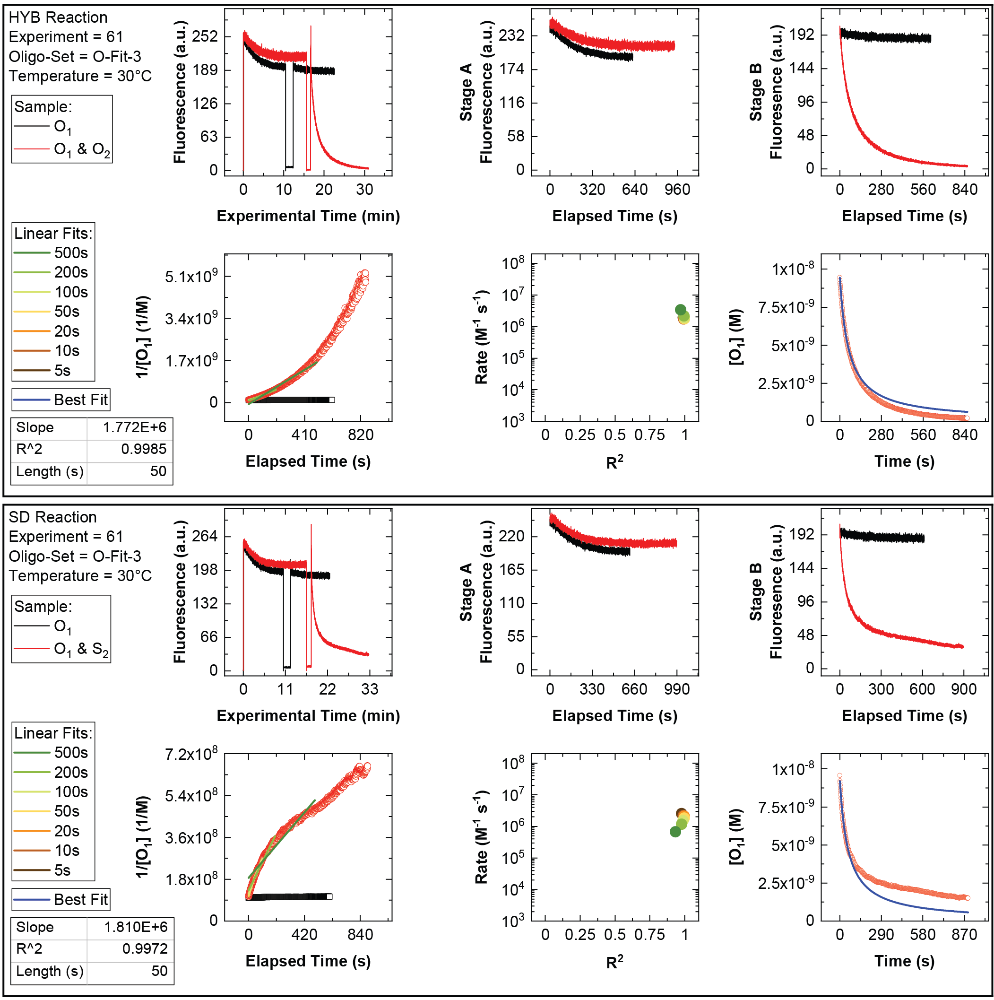 HYB Reaction
Experiment = 61
Oligo-Set = O-Fit-3
Temperature = 30°C
Sample:
O1
O1 & O2
Fluorescence (a.u.)
252
189
126
63
0
0 10 20 30
Experimental Time (min)
Stage A
Fluorescence (a.u.)
232
174
116
58
0
0 320 640 960
Elapsed Time (s)
Stage B
Fluoresence (a.u.)
192
144
96
48
0
0 280 560 840
Elapsed Time (s)
Linear Fits:
500s
200s
100s
50s
20s
10s
5s
Best Fit
Slope 1.772E+6
R^2 0.9985
Length (s) 50
1/[O1] (1/M)
5.1x10^9
3.4x10^9
1.7x10^9
0
0 410 820
Elapsed Time (s)
Rate (M^-1 s^-1)
10^8
10^7
10^6
10^5
10^4
10^3
0 0.25 0.5 0.75 1
R^2
[O1] (M)
1x10^-8
7.5x10^-9
5x10^-9
2.5x10^-9
0
0 280 560 840
Time (s)
SD Reaction
Experiment = 61
Oligo-Set = O-Fit-3
Temperature = 30°C
Sample:
O1
O1 & S2
Fluorescence (a.u.)
264
198
132
66
0
0 11 22 33
Experimental Time (min)
Stage A
Fluorescence (a.u.)
220
165
110
55
0
0 330 660 990
Elapsed Time (s)
Stage B
Fluoresence (a.u.)
192
144
96
48
0
0 300 600 900
Elapsed Time (s)
Linear Fits:
500s
200s
100s
50s
20s
10s
5s
Best Fit
Slope 1.810E+6
R^2 0.9972
Length (s) 50
1/[O1] (1/M)
7.2x10^8
5.4x10^8
3.6x10^8
1.8x10^8
0
0 420 840
Elapsed Time (s)
Rate (M^-1 s^-1)
10^8
10^7
10^6
10^5
10^4
10^3
0 0.25 0.5 0.75 1
R^2
[O1] (M)
1x10^-8
7.5x10^-9
5x10^-9
2.5x10^-9
0
0 290 580 870
Time (s)